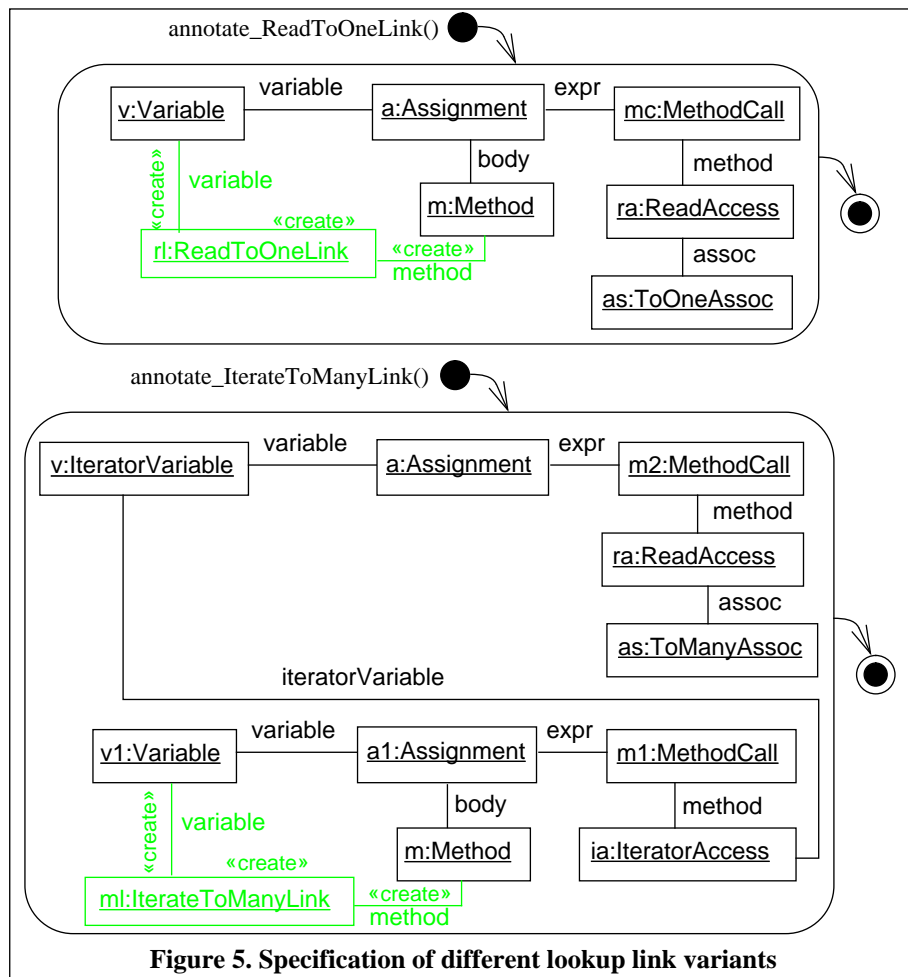 annotate_ReadToOneLink()
variable
expr
v:Variable
a:Assignment
mc:MethodCall
«create»
variable
body
method
«create»
m:Method
ra:ReadAccess
rl:ReadToOneLink
«create»
method
assoc
as:ToOneAssoc
annotate_IterateToManyLink()
variable
expr
v:IteratorVariable
a:Assignment
m2:MethodCall
method
ra:ReadAccess
assoc
as:ToManyAssoc
iteratorVariable
variable
expr
v1:Variable
a1:Assignment
m1:MethodCall
«create»
variable
body
method
«create»
m:Method
ia:IteratorAccess
ml:IterateToManyLink
«create»
method
Figure 5. Specification of different lookup link variants